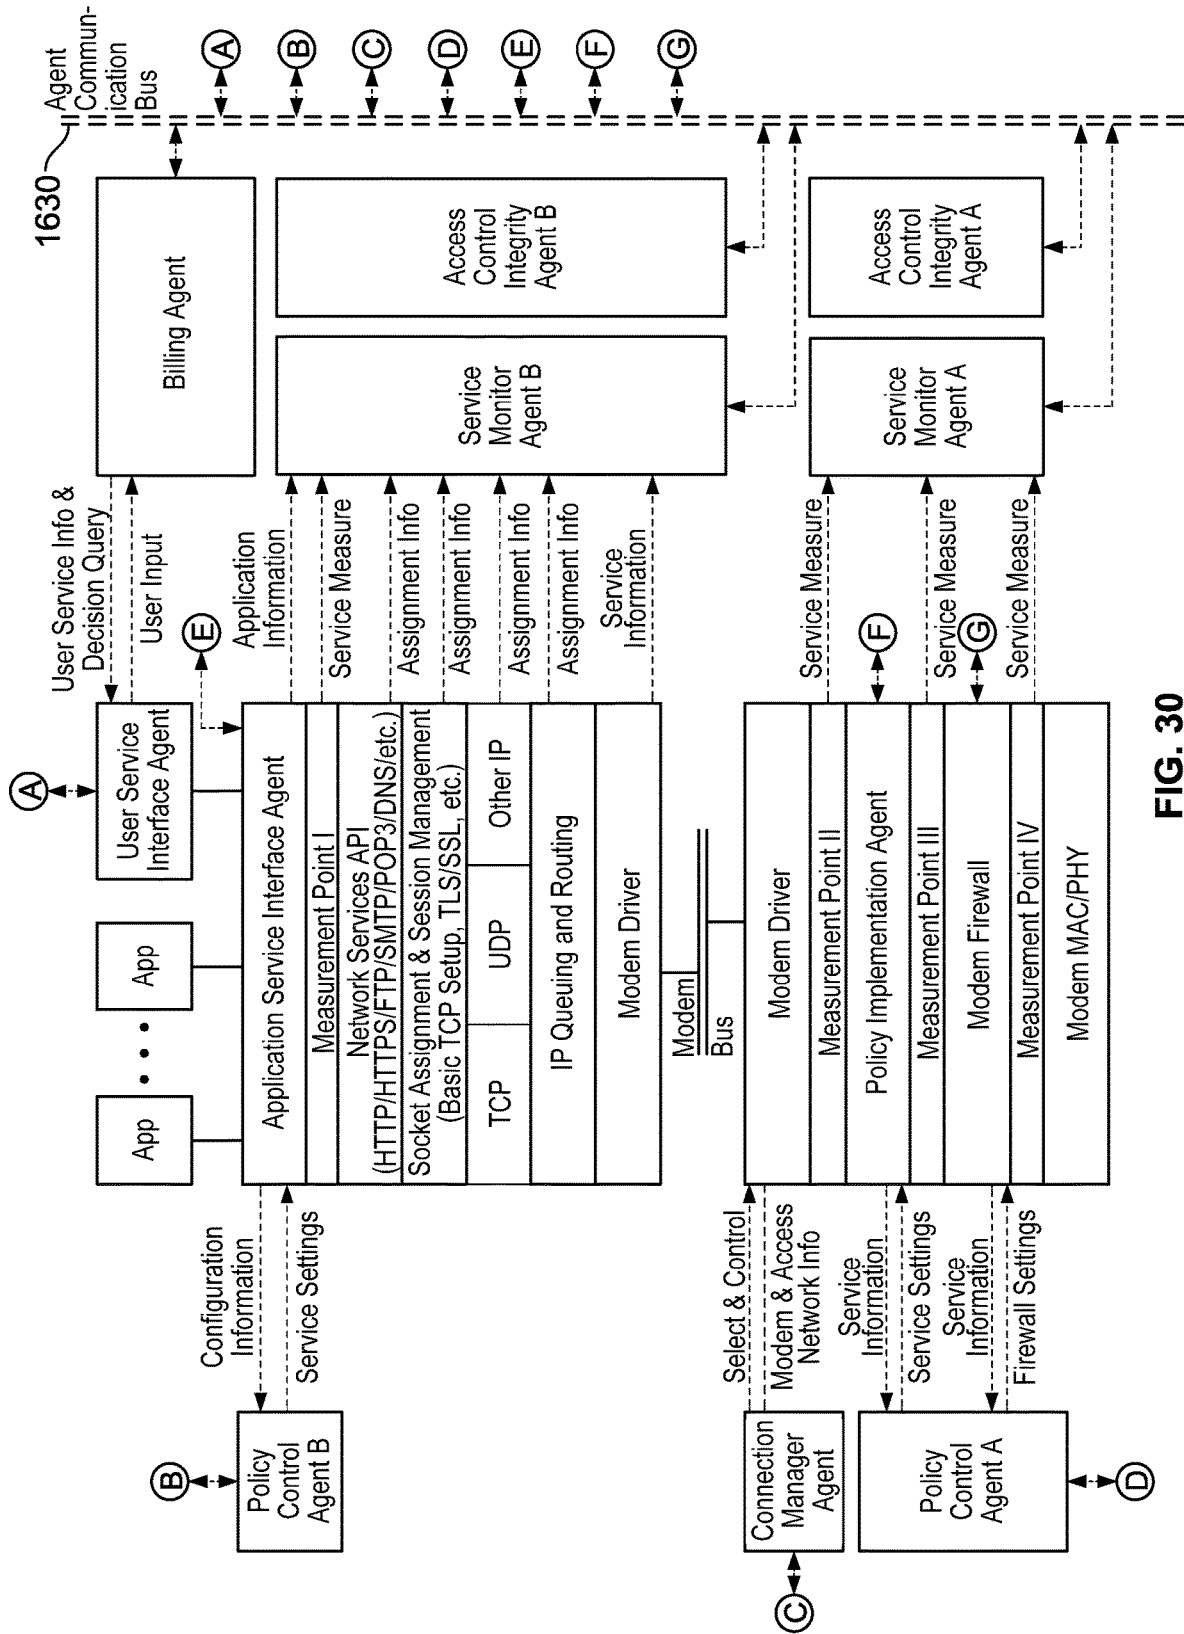 Agent
Commun-
ication
Bus
1630
A
B
C
D
E
F
G
Billing Agent
User Service Info &
Decision Query
User Input
A
User Service
Interface Agent
E
App
App
Access
Control
Integrity
Agent B
Service
Monitor
Agent B
Application
Information
Service Measure
Assignment Info
Assignment Info
Assignment Info
Assignment Info
Service
Information
Application Service Interface Agent
Measurement Point I
Network Services API
(HTTP/HTTPS/FTP/SMTP/POP3/DNS/etc.)
Socket Assignment & Session Management
(Basic TCP Setup, TLS/SSL, etc.)
TCP
UDP
Other IP
IP Queuing and Routing
Modem Driver
Configuration
Information
Service Settings
B
Policy
Control
Agent B
Modem
Bus
Access
Control
Integrity
Agent A
Service
Monitor
Agent A
Service Measure
F
Service Measure
G
Service Measure
Modem Driver
Measurement Point II
Policy Implementation Agent
Measurement Point III
Modem Firewall
Measurement Point IV
Modem MAC/PHY
Select & Control
Modem & Access
Network Info
Service
Information
Service Settings
Service
Information
Firewall Settings
Connection
Manager
Agent
C
Policy
Control
Agent A
D
FIG. 30